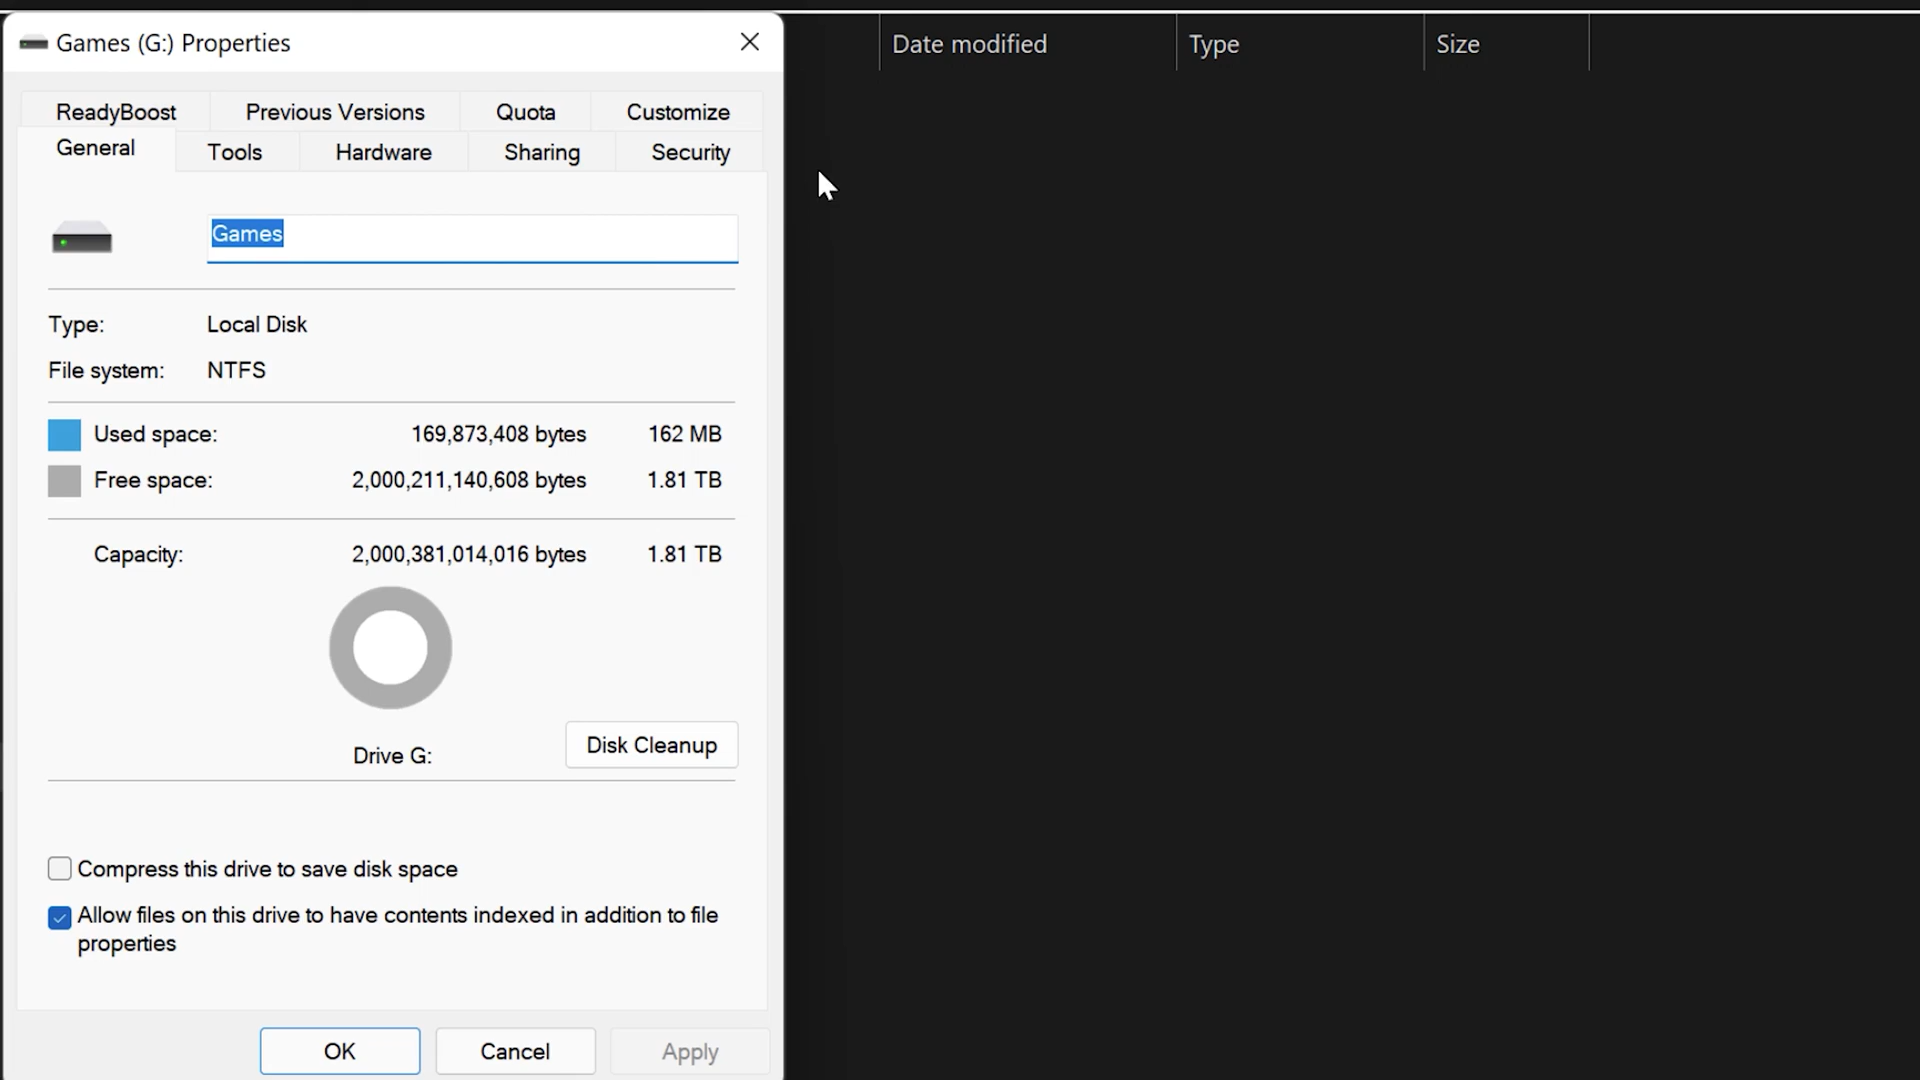 Games (G:) Properties
Date modified
Type
Size
ReadyBoost
Previous Versions
Quota
Customize
General
Tools
Hardware
Sharing
Security
Games
Type: Local Disk
File system: NTFS
Used space: 169,873,408 bytes 162 MB
Free space: 2,000,211,140,608 bytes 1.81 TB
Capacity: 2,000,381,014,016 bytes 1.81 TB
Drive G:
Disk Cleanup
Compress this drive to save disk space
Allow files on this drive to have contents indexed in addition to file
properties
OK
Cancel
Apply